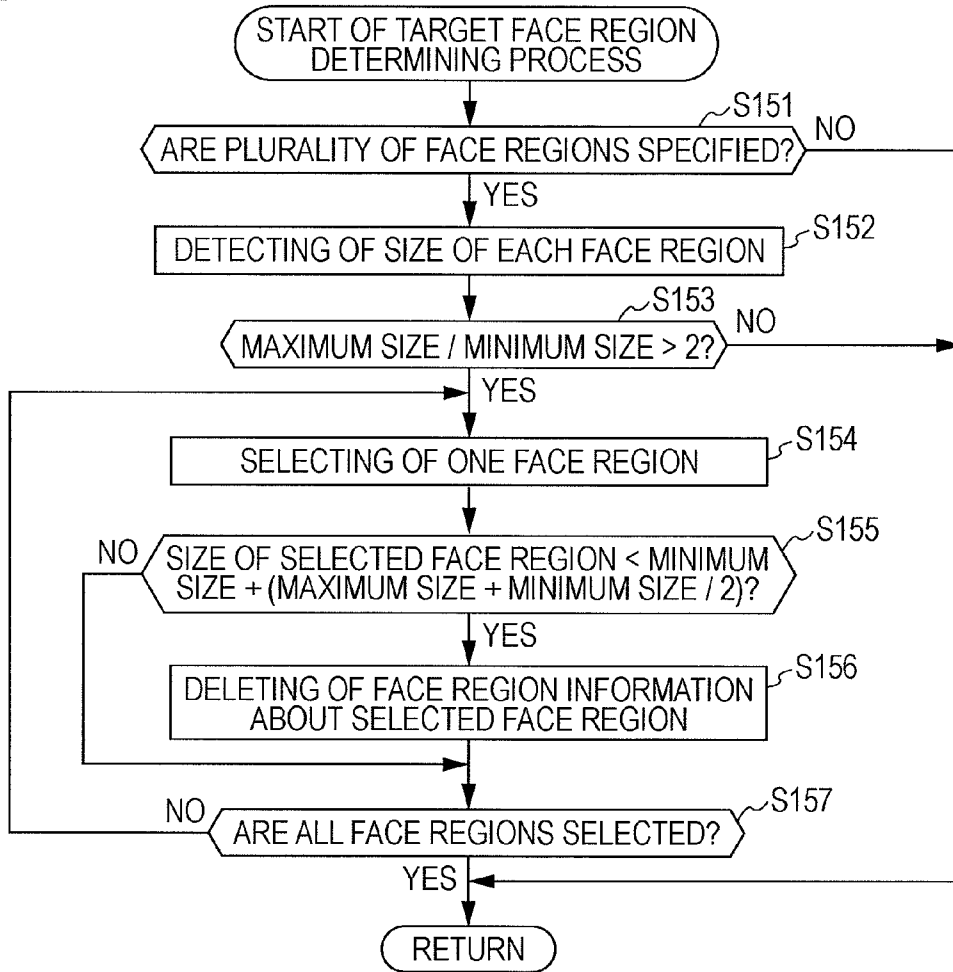 START OF TARGET FACE REGION
DETERMINING PROCESS
S151
NO
ARE PLURALITY OF FACE REGIONS SPECIFIED?
YES
S152
DETECTING OF SIZE OF EACH FACE REGION
S153
NO
MAXIMUM SIZE / MINIMUM SIZE > 2?
YES
S154
SELECTING OF ONE FACE REGION
S155
NO
SIZE OF SELECTED FACE REGION < MINIMUM
SIZE + (MAXIMUM SIZE + MINIMUM SIZE / 2)?
YES
S156
DELETING OF FACE REGION INFORMATION
ABOUT SELECTED FACE REGION
S157
NO
ARE ALL FACE REGIONS SELECTED?
YES
RETURN